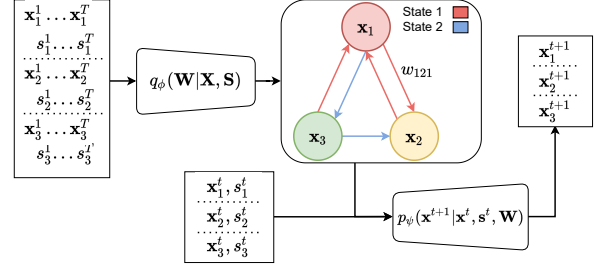 𝐱₁¹ … 𝐱₁ᵀ
s₁¹ … s₁ᵀ
𝐱₂¹ … 𝐱₂ᵀ
s₂¹ … s₂ᵀ
𝐱₃¹ … 𝐱₃ᵀ
s₃¹ … s₃ᵀ
q_ϕ(𝐖|𝐗, 𝐒)
State 1
State 2
𝐱₁
w₁₂₁
𝐱₃
𝐱₂
𝐱₁ᵗ⁺¹
𝐱₂ᵗ⁺¹
𝐱₃ᵗ⁺¹
𝐱₁ᵗ, s₁ᵗ
𝐱₂ᵗ, s₂ᵗ
𝐱₃ᵗ, s₃ᵗ
p_ψ(𝐱ᵗ⁺¹|𝐱ᵗ, 𝐬ᵗ, 𝐖)